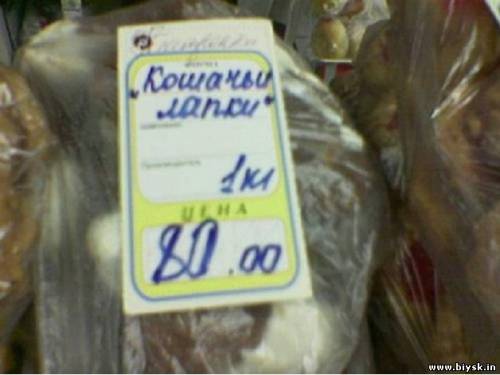 "Кошачьи
лапки"
1кг
ЦЕНА
80.00
www.biysk.in